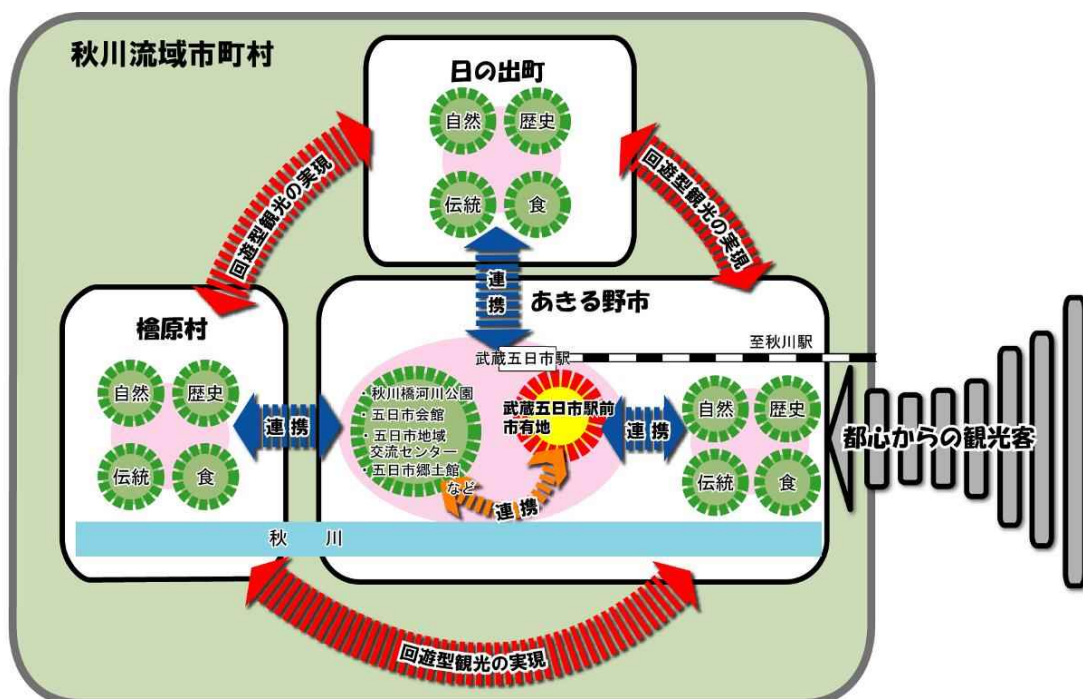 秋川流域市町村
日の出町
自然
歴史
伝統
食
回遊型観光の実現
回遊型観光の実現
連携
檜原村
自然
歴史
伝統
食
連携
あきる野市
武蔵五日市駅
至秋川駅
・秋川橋河川公園
・五日市会館
・五日市地域
交流センター
・五日市郷土館
など
武蔵五日市駅前
市有地
連携
連携
自然
歴史
伝統
食
都心からの観光客
秋川
回遊型観光の実現